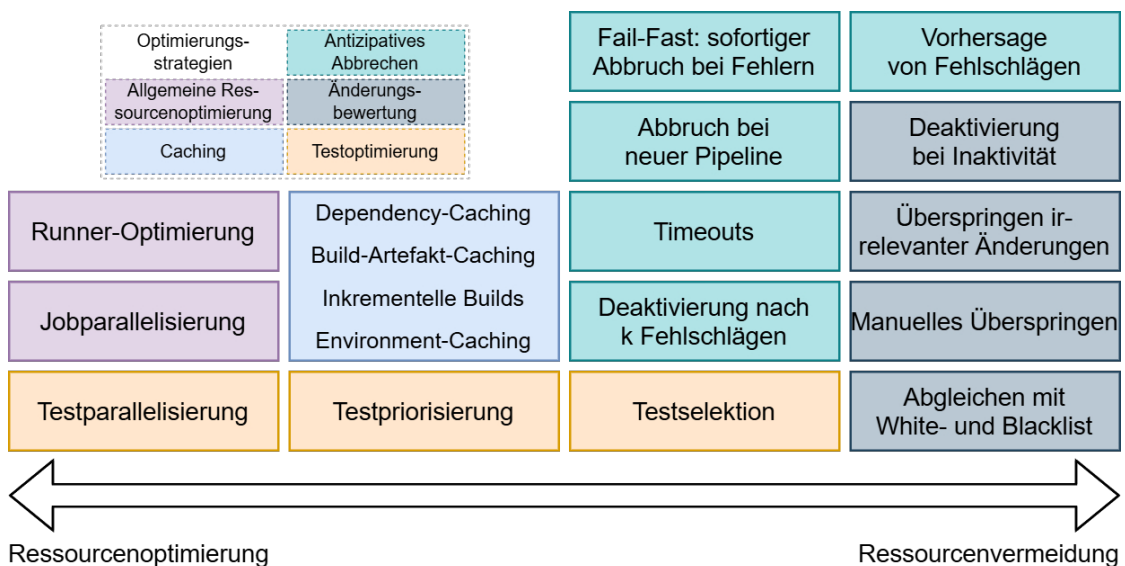 Optimierungs-
strategien
Antizipatives
Abbrechen
Allgemeine Res-
sourcenoptimierung
Änderungs-
bewertung
Caching
Testoptimierung
Fail-Fast: sofortiger
Abbruch bei Fehlern
Vorhersage
von Fehlschlägen
Abbruch bei
neuer Pipeline
Deaktivierung
bei Inaktivität
Runner-Optimierung
Dependency-Caching
Build-Artefakt-Caching
Inkrementelle Builds
Environment-Caching
Timeouts
Überspringen ir-
relevanter Änderungen
Jobparallelisierung
Deaktivierung nach
k Fehlschlägen
Manuelles Überspringen
Testparallelisierung
Testpriorisierung
Testselektion
Abgleichen mit
White- und Blacklist
Ressourcenoptimierung
Ressourcenvermeidung